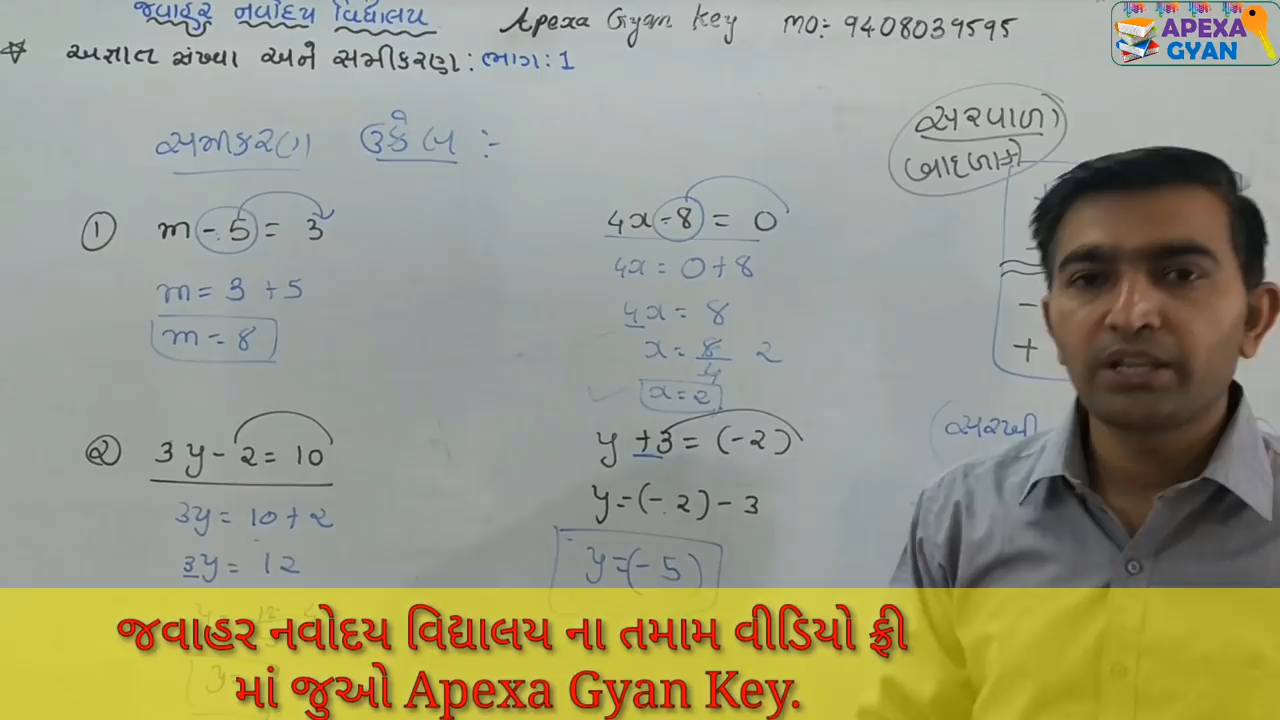 જવાહર નવોદય વિદ્યાલય Apexa Gyan Key MO: 9408039595
APEXA
GYAN
અજ્ઞાત સંખ્યા અને સમીકરણ: ભાગ: 1
સમીકરણ ઉકેલ :-
સરવાળા
બાદબાકી
① m - 5 = 3
m = 3 + 5
m = 8
4x - 8 = 0
4x = 0 + 8
4x = 8
x = 8/4 2
x = 2
-
+
સરખી
② 3y - 2 = 10
3y = 10 + 2
3y = 12
y + 3 = (-2)
y = (-2) - 3
y = (-5)
જવાહર નવોદય વિદ્યાલય ના તમામ વીડિયો ફ્રી
માં જુઓ Apexa Gyan Key.